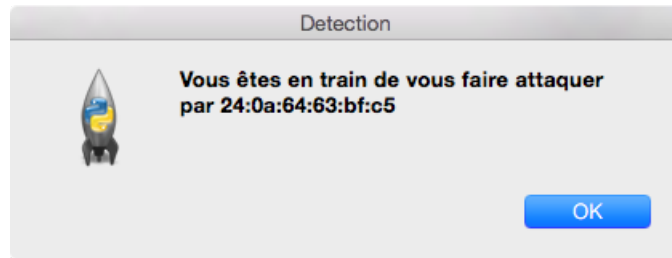 Detection
Vous êtes en train de vous faire attaquer
par 24:0a:64:63:bf:c5
OK